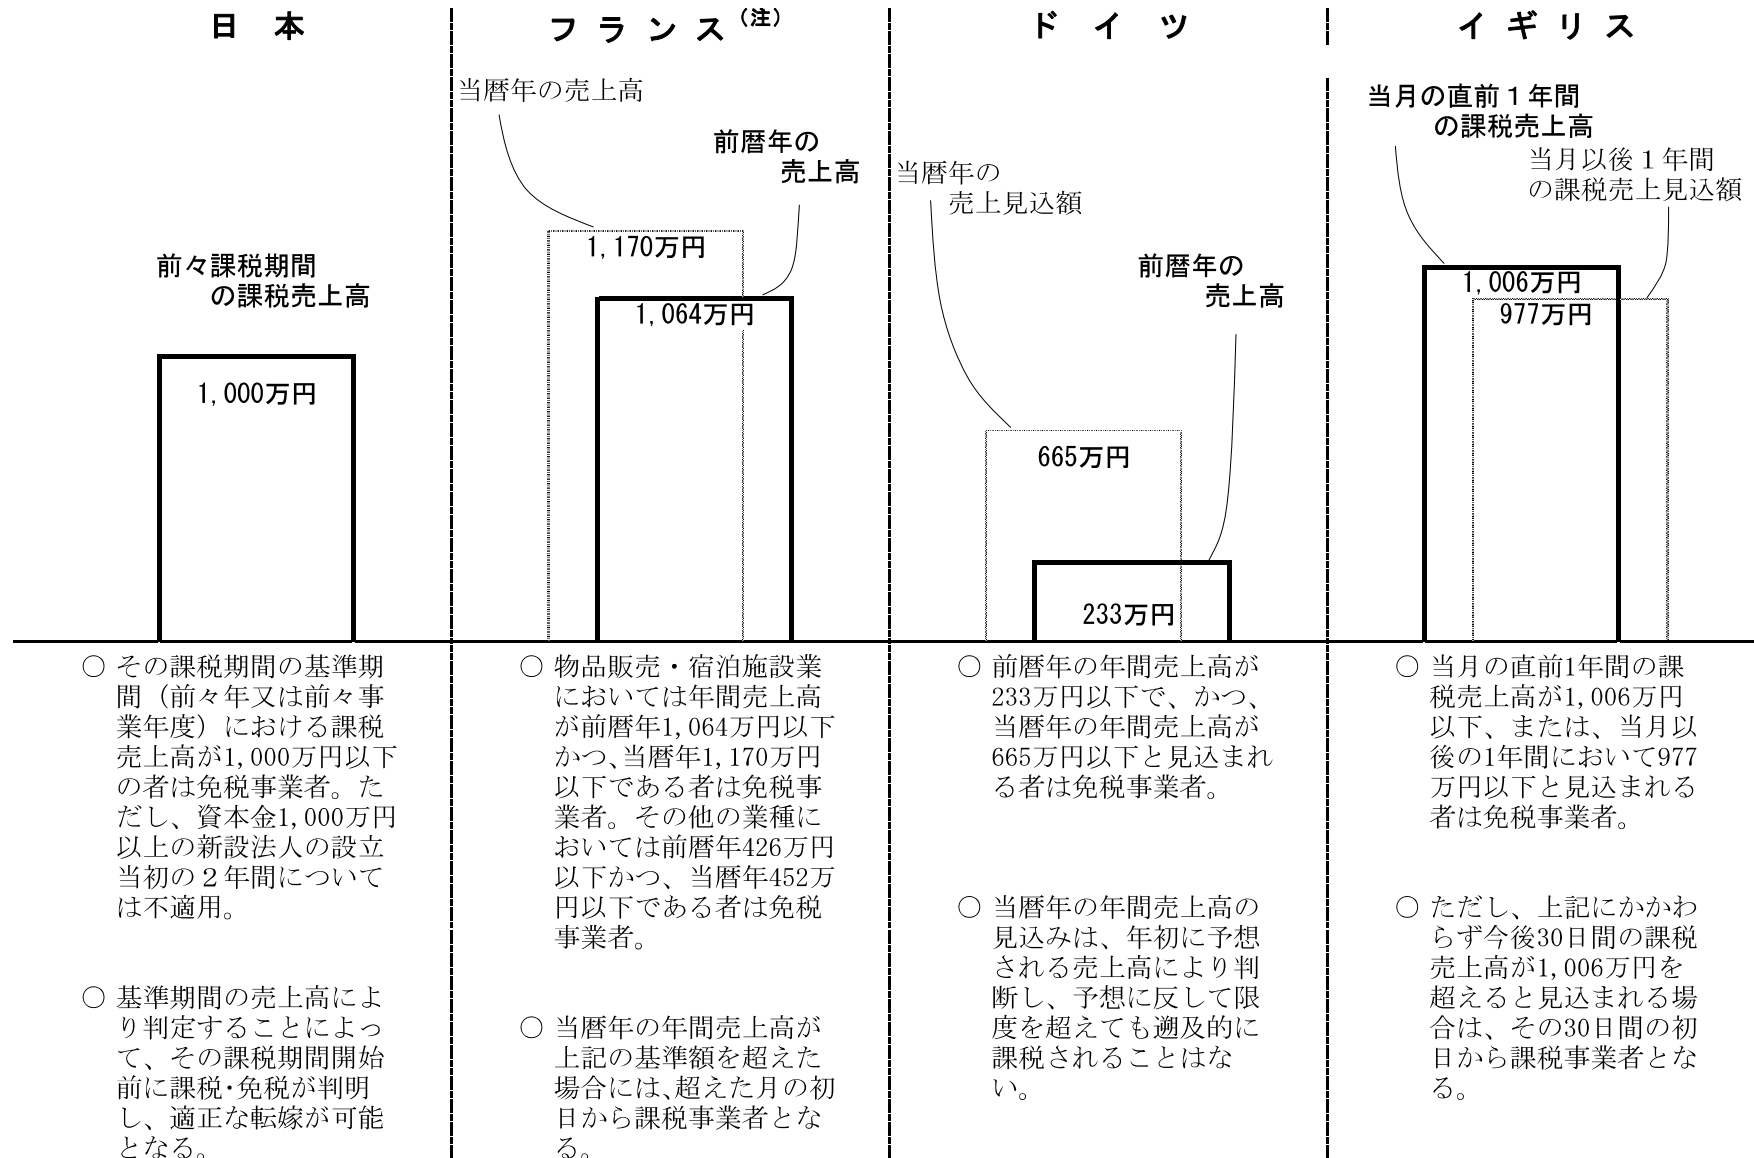 日本
前々課税期間
の課税売上高
1,000万円
○ その課税期間の基準期
間（前々年又は前々事
業年度）における課税
売上高が1,000万円以下
の者は免税事業者。た
だし、資本金1,000万円
以上の新設法人の設立
当初の２年間について
は不適用。
○ 基準期間の売上高によ
り判定することによっ
て、その課税期間開始
前に課税・免税が判明
し、適正な転嫁が可能
となる。
フランス（注）
当暦年の売上高
前暦年の
売上高
1,170万円
1,064万円
○ 物品販売・宿泊施設業
においては年間売上高
が前暦年1,064万円以下
かつ、当暦年1,170万円
以下である者は免税事
業者。その他の業種に
おいては前暦年426万円
以下かつ、当暦年452万
円以下である者は免税
事業者。
○ 当暦年の年間売上高が
上記の基準額を超えた
場合には、超えた月の初
日から課税事業者とな
る。
ドイツ
当暦年の
売上見込額
前暦年の
売上高
665万円
233万円
○ 前暦年の年間売上高が
233万円以下で、かつ、
当暦年の年間売上高が
665万円以下と見込まれ
る者は免税事業者。
○ 当暦年の年間売上高の
見込みは、年初に予想
される売上高により判
断し、予想に反して限
度を超えても遡及的に
課税されることはな
い。
イギリス
当月の直前１年間
の課税売上高
当月以後１年間
の課税売上見込額
1,006万円
977万円
○ 当月の直前1年間の課
税売上高が1,006万円
以下、または、当月以
後の1年間において977
万円以下と見込まれる
者は免税事業者。
○ ただし、上記にかかわ
らず今後30日間の課税
売上高が1,006万円を
超えると見込まれる場
合は、その30日間の初
日から課税事業者とな
る。